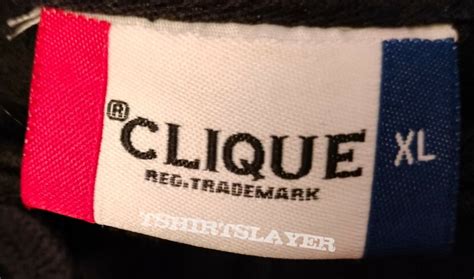 ® CLIQUE
REG. TRADEMARK
XL
TSHIRTSLAYER